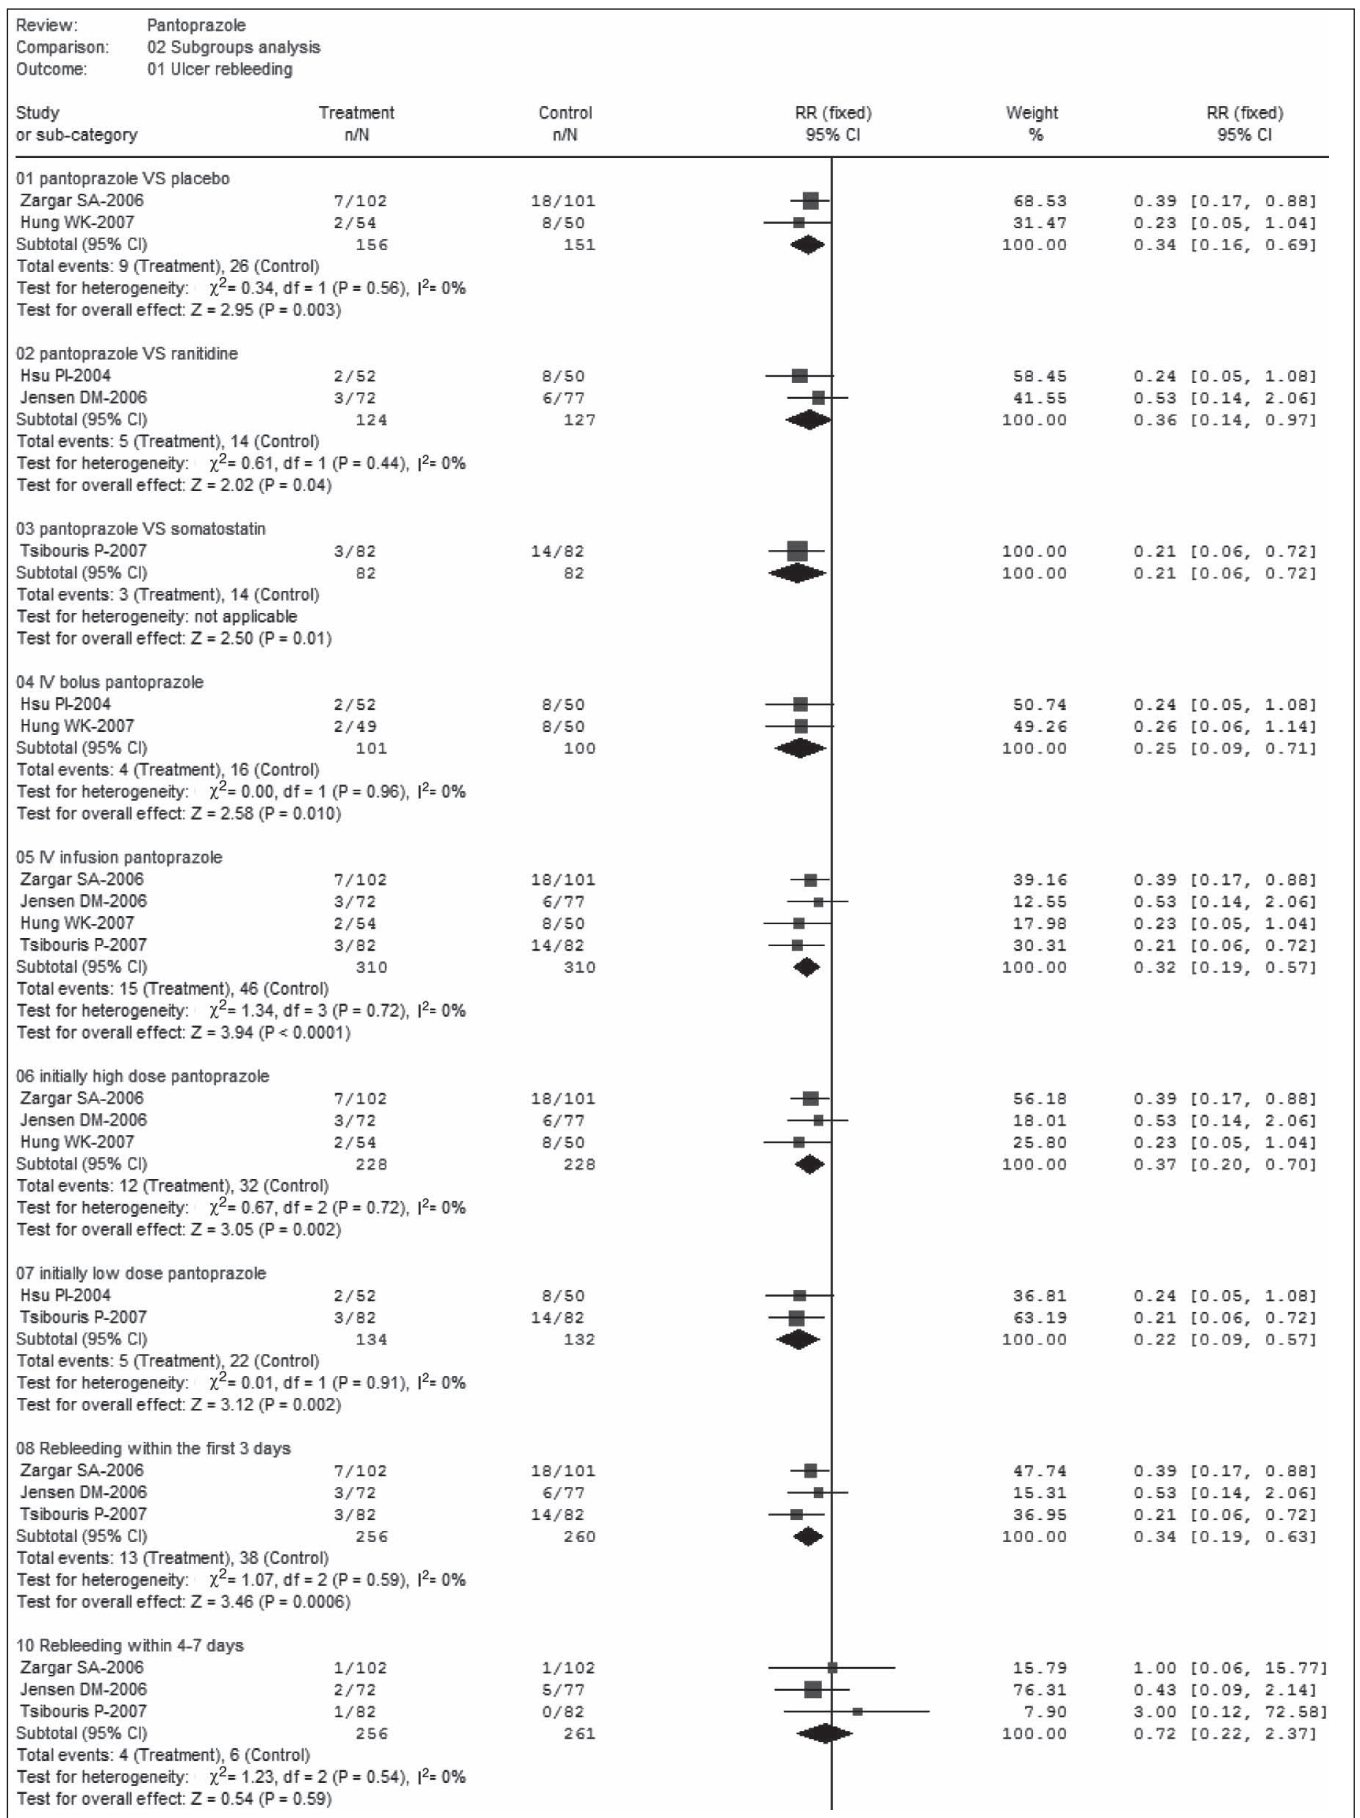 Review: Pantoprazole
Comparison: 02 Subgroups analysis
Outcome: 01 Ulcer rebleeding
Study Treatment Control RR (fixed) Weight RR (fixed)
or sub-category n/N n/N 95% CI % 95% CI
01 pantoprazole VS placebo
Zargar SA-2006 7/102 18/101 68.53 0.39 [0.17, 0.88]
Hung WK-2007 2/54 8/50 31.47 0.23 [0.05, 1.04]
Subtotal (95% CI) 156 151 100.00 0.34 [0.16, 0.69]
Total events: 9 (Treatment), 26 (Control)
Test for heterogeneity: χ²= 0.34, df = 1 (P = 0.56), I²= 0%
Test for overall effect: Z = 2.95 (P = 0.003)
02 pantoprazole VS ranitidine
Hsu PI-2004 2/52 8/50 58.45 0.24 [0.05, 1.08]
Jensen DM-2006 3/72 6/77 41.55 0.53 [0.14, 2.06]
Subtotal (95% CI) 124 127 100.00 0.36 [0.14, 0.97]
Total events: 5 (Treatment), 14 (Control)
Test for heterogeneity: χ²= 0.61, df = 1 (P = 0.44), I²= 0%
Test for overall effect: Z = 2.02 (P = 0.04)
03 pantoprazole VS somatostatin
Tsibouris P-2007 3/82 14/82 100.00 0.21 [0.06, 0.72]
Subtotal (95% CI) 82 82 100.00 0.21 [0.06, 0.72]
Total events: 3 (Treatment), 14 (Control)
Test for heterogeneity: not applicable
Test for overall effect: Z = 2.50 (P = 0.01)
04 IV bolus pantoprazole
Hsu PI-2004 2/52 8/50 50.74 0.24 [0.05, 1.08]
Hung WK-2007 2/49 8/50 49.26 0.26 [0.06, 1.14]
Subtotal (95% CI) 101 100 100.00 0.25 [0.09, 0.71]
Total events: 4 (Treatment), 16 (Control)
Test for heterogeneity: χ²= 0.00, df = 1 (P = 0.96), I²= 0%
Test for overall effect: Z = 2.58 (P = 0.010)
05 IV infusion pantoprazole
Zargar SA-2006 7/102 18/101 39.16 0.39 [0.17, 0.88]
Jensen DM-2006 3/72 6/77 12.55 0.53 [0.14, 2.06]
Hung WK-2007 2/54 8/50 17.98 0.23 [0.05, 1.04]
Tsibouris P-2007 3/82 14/82 30.31 0.21 [0.06, 0.72]
Subtotal (95% CI) 310 310 100.00 0.32 [0.19, 0.57]
Total events: 15 (Treatment), 46 (Control)
Test for heterogeneity: χ²= 1.34, df = 3 (P = 0.72), I²= 0%
Test for overall effect: Z = 3.94 (P < 0.0001)
06 initially high dose pantoprazole
Zargar SA-2006 7/102 18/101 56.18 0.39 [0.17, 0.88]
Jensen DM-2006 3/72 6/77 18.01 0.53 [0.14, 2.06]
Hung WK-2007 2/54 8/50 25.80 0.23 [0.05, 1.04]
Subtotal (95% CI) 228 228 100.00 0.37 [0.20, 0.70]
Total events: 12 (Treatment), 32 (Control)
Test for heterogeneity: χ²= 0.67, df = 2 (P = 0.72), I²= 0%
Test for overall effect: Z = 3.05 (P = 0.002)
07 initially low dose pantoprazole
Hsu PI-2004 2/52 8/50 36.81 0.24 [0.05, 1.08]
Tsibouris P-2007 3/82 14/82 63.19 0.21 [0.06, 0.72]
Subtotal (95% CI) 134 132 100.00 0.22 [0.09, 0.57]
Total events: 5 (Treatment), 22 (Control)
Test for heterogeneity: χ²= 0.01, df = 1 (P = 0.91), I²= 0%
Test for overall effect: Z = 3.12 (P = 0.002)
08 Rebleeding within the first 3 days
Zargar SA-2006 7/102 18/101 47.74 0.39 [0.17, 0.88]
Jensen DM-2006 3/72 6/77 15.31 0.53 [0.14, 2.06]
Tsibouris P-2007 3/82 14/82 36.95 0.21 [0.06, 0.72]
Subtotal (95% CI) 256 260 100.00 0.34 [0.19, 0.63]
Total events: 13 (Treatment), 38 (Control)
Test for heterogeneity: χ²= 1.07, df = 2 (P = 0.59), I²= 0%
Test for overall effect: Z = 3.46 (P = 0.0006)
10 Rebleeding within 4-7 days
Zargar SA-2006 1/102 1/102 15.79 1.00 [0.06, 15.77]
Jensen DM-2006 2/72 5/77 76.31 0.43 [0.09, 2.14]
Tsibouris P-2007 1/82 0/82 7.90 3.00 [0.12, 72.58]
Subtotal (95% CI) 256 261 100.00 0.72 [0.22, 2.37]
Total events: 4 (Treatment), 6 (Control)
Test for heterogeneity: χ²= 1.23, df = 2 (P = 0.54), I²= 0%
Test for overall effect: Z = 0.54 (P = 0.59)